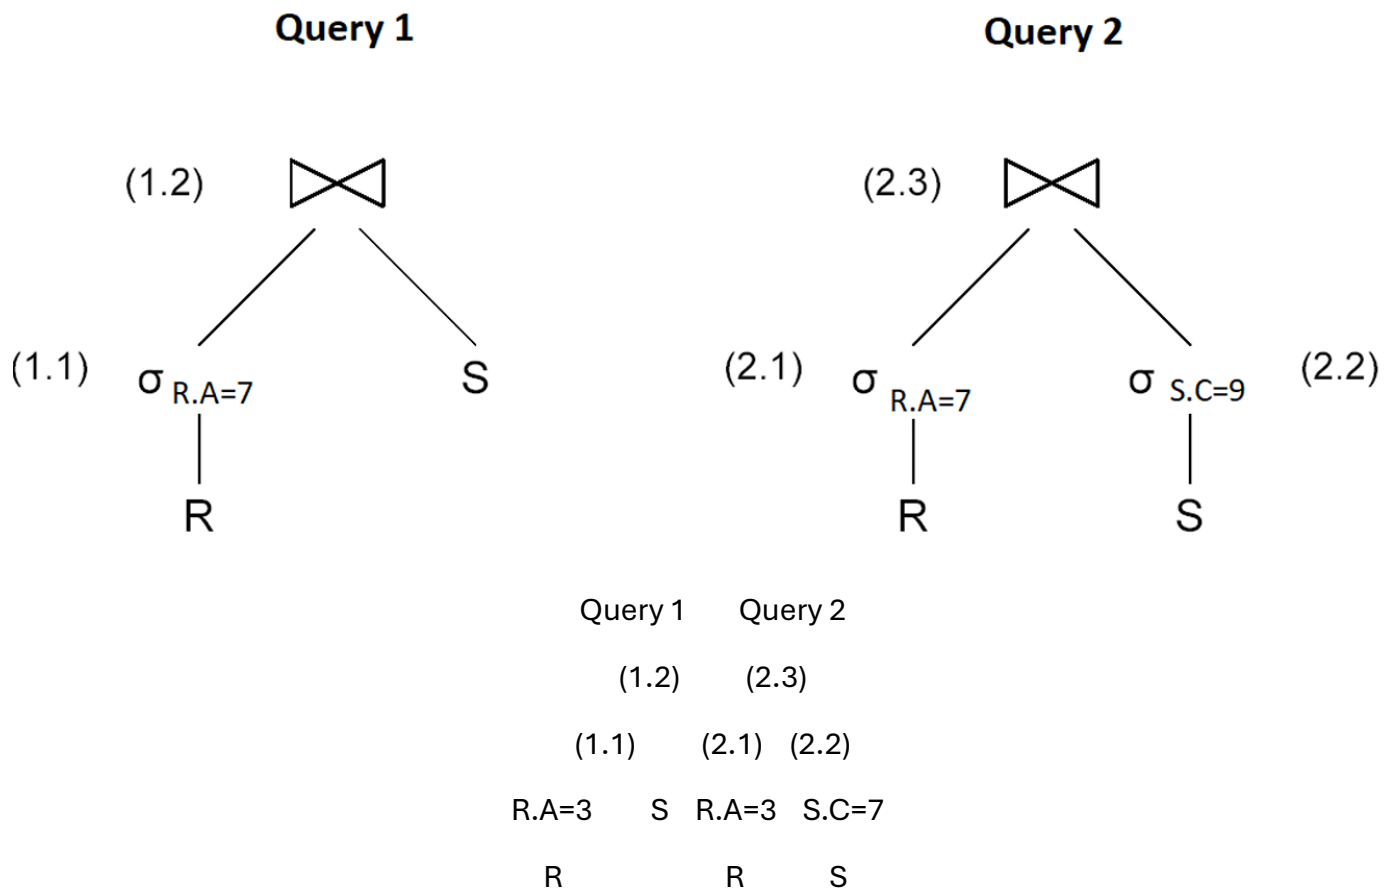 Query 1 Query 2
(1.2) (2.3)
(1.1) σ R.A=7 S (2.1) σ R.A=7 σ S.C=9 (2.2)
R R S
Query 1 Query 2
(1.2) (2.3)
(1.1) (2.1) (2.2)
R.A=3 S R.A=3 S.C=7
R R S